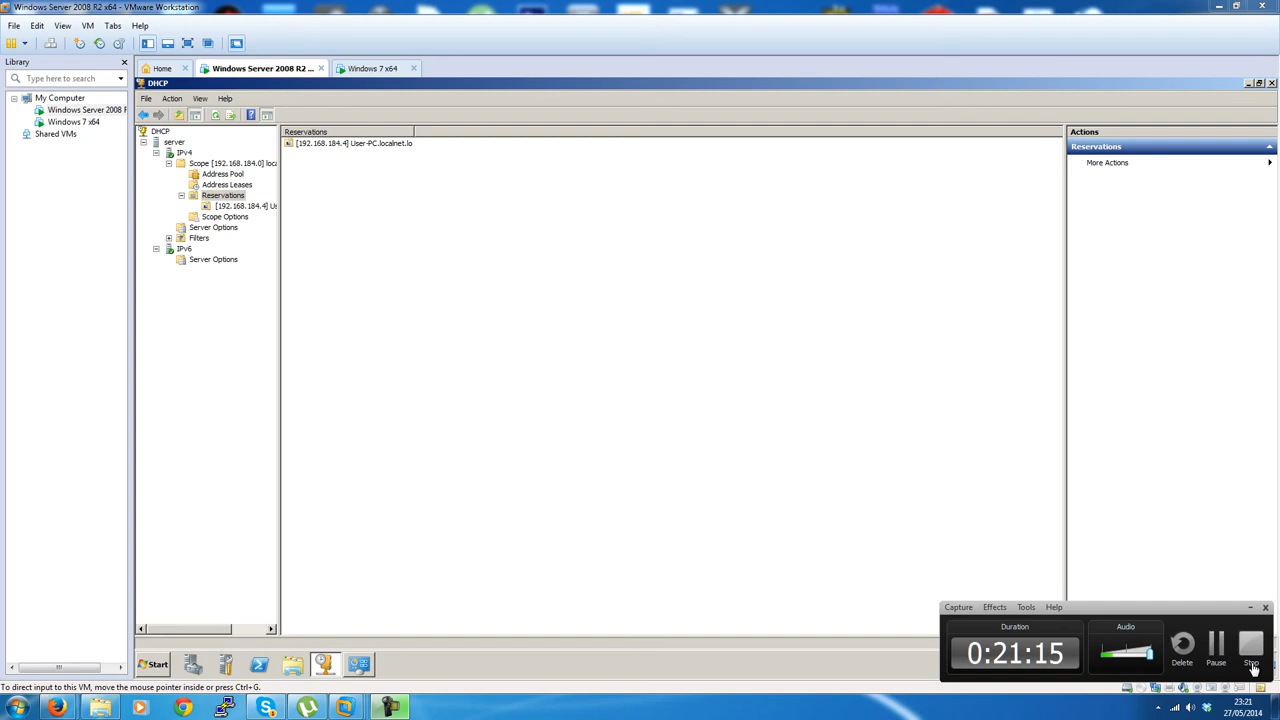 Windows Server 2008 R2 x64 - VMware Workstation
File Edit View VM Tabs Help
Library
Type here to search
My Computer
Windows Server 2008 R
Windows 7 x64
Shared VMs
Home
Windows Server 2008 R2 ...
Windows 7 x64
DHCP
File Action View Help
DHCP
server
IPv4
Scope [192.168.184.0] loca
Address Pool
Address Leases
Reservations
[192.168.184.4] Us
Scope Options
Server Options
Filters
IPv6
Server Options
Reservations
[192.168.184.4] User-PC.localnet.lo
Actions
Reservations
More Actions
Capture Effects Tools Help
Duration
0:21:15
Audio
Delete
Pause
Stop
Start
To direct input to this VM, move the mouse pointer inside or press Ctrl+G.
23:21
27/05/2014